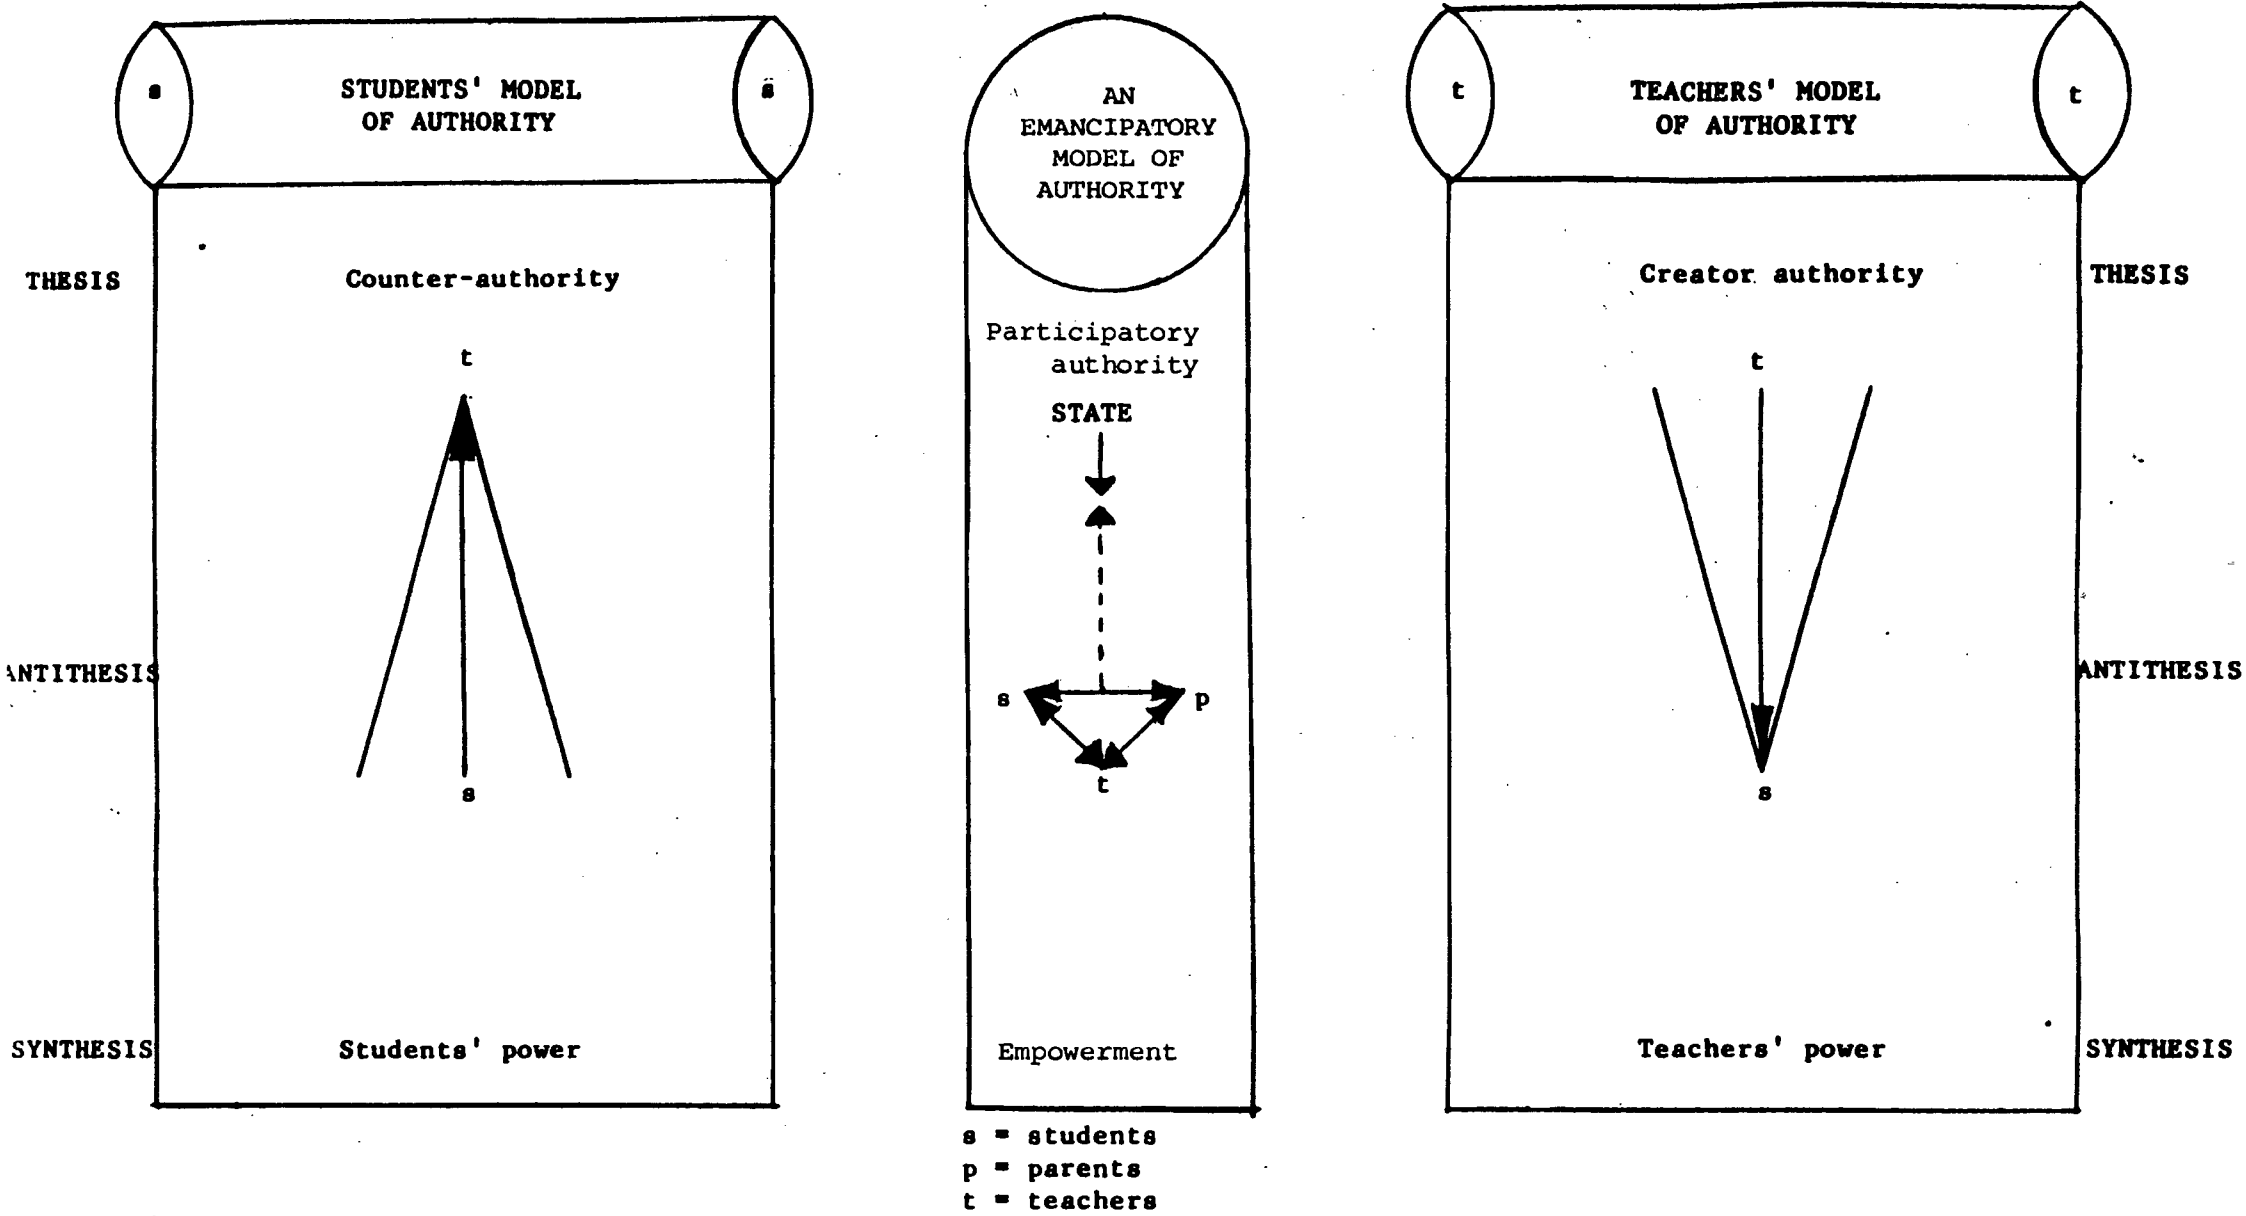 s
STUDENTS' MODEL
OF AUTHORITY
s
THESIS
Counter-authority
t
ANTITHESIS
s
SYNTHESIS
Students' power
AN
EMANCIPATORY
MODEL OF
AUTHORITY
Participatory
authority
STATE
s
p
t
Empowerment
s = students
p = parents
t = teachers
t
TEACHERS' MODEL
OF AUTHORITY
t
Creator authority
THESIS
t
ANTITHESIS
s
Teachers' power
SYNTHESIS